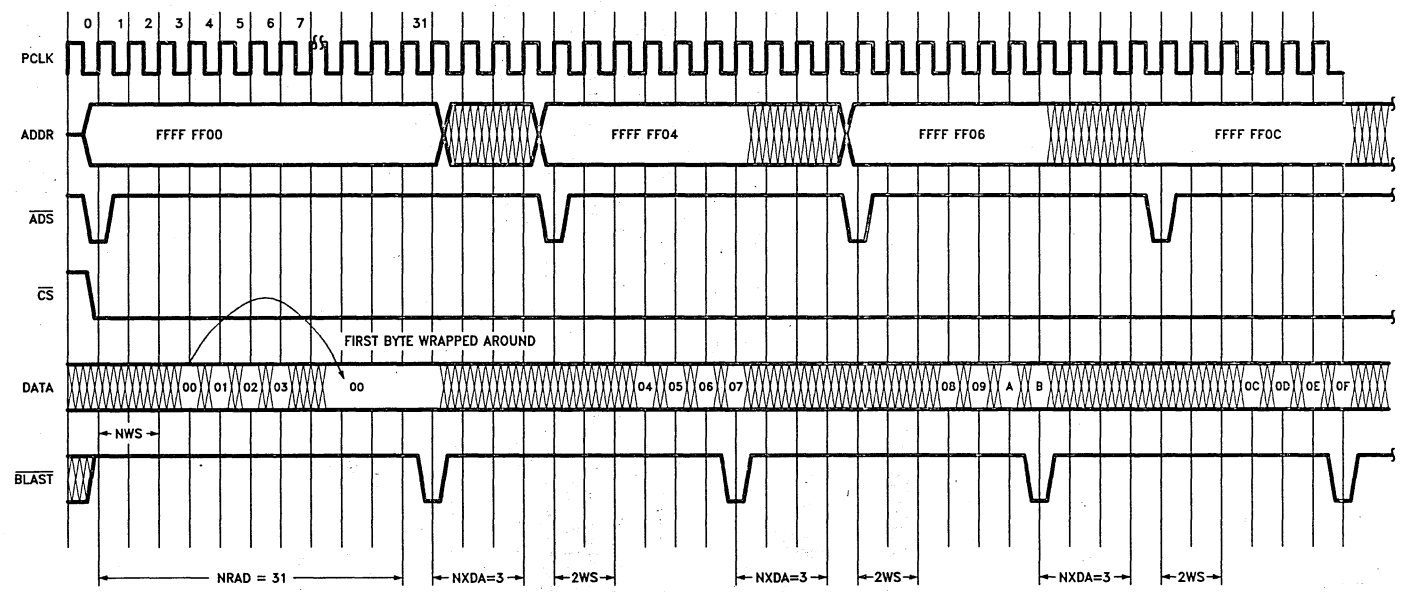 0 1 2 3 4 5 6 7 31
PCLK
ADDR FFFF FF00 FFFF FF04 FFFF FF06 FFFF FF0C
ADS
CS
FIRST BYTE WRAPPED AROUND
DATA 00 01 02 03 00 04 05 06 07 08 09 A B 0C 0D 0E 0F
NWS
BLAST
NRAD = 31 NXDA=3 2WS NXDA=3 2WS NXDA=3 2WS